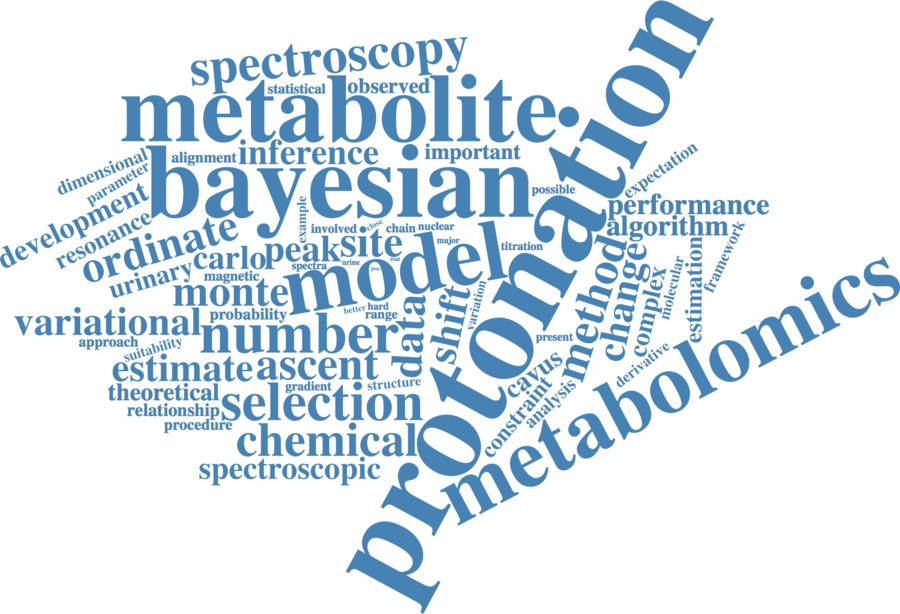 spectroscopy
statistical
observed
metabolite
alignment
inference
important
dimensional
parameter
bayesian
possible
expectation
development
resonance
example
performance
ordinate
involved
close
chain
nuclear
algorithm
urinary
carlo
peak
site
major
titration
framework
spectra
urine
real
magnetic
model
monte
protonation
method
change
complex
molecular
estimation
variational
probability
better
hard
range
data
shift
variation
number
approach
suitability
present
estimate
ascent
gradient
structure
cavus
derivative
theoretical
relationship
selection
constraint
analysis
procedure
chemical
metabolomics
spectroscopic